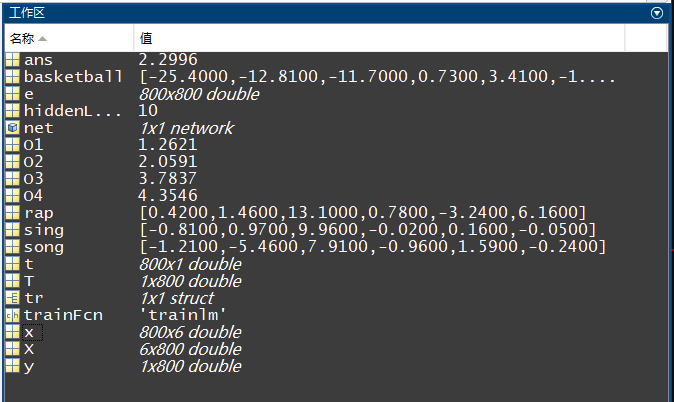 工作区
名称 值
ans 2.2996
basketball [-25.4000,-12.8100,-11.7000,0.7300,3.4100,-1....
e 800x800 double
hiddenL... 10
net 1x1 network
O1 1.2621
O2 2.0591
O3 3.7837
O4 4.3546
rap [0.4200,1.4600,13.1000,0.7800,-3.2400,6.1600]
sing [-0.8100,0.9700,9.9600,-0.0200,0.1600,-0.0500]
song [-1.2100,-5.4600,7.9100,-0.9600,1.5900,-0.2400]
t 800x1 double
T 1x800 double
tr 1x1 struct
ch trainFcn 'trainlm'
x 800x6 double
X 6x800 double
y 1x800 double